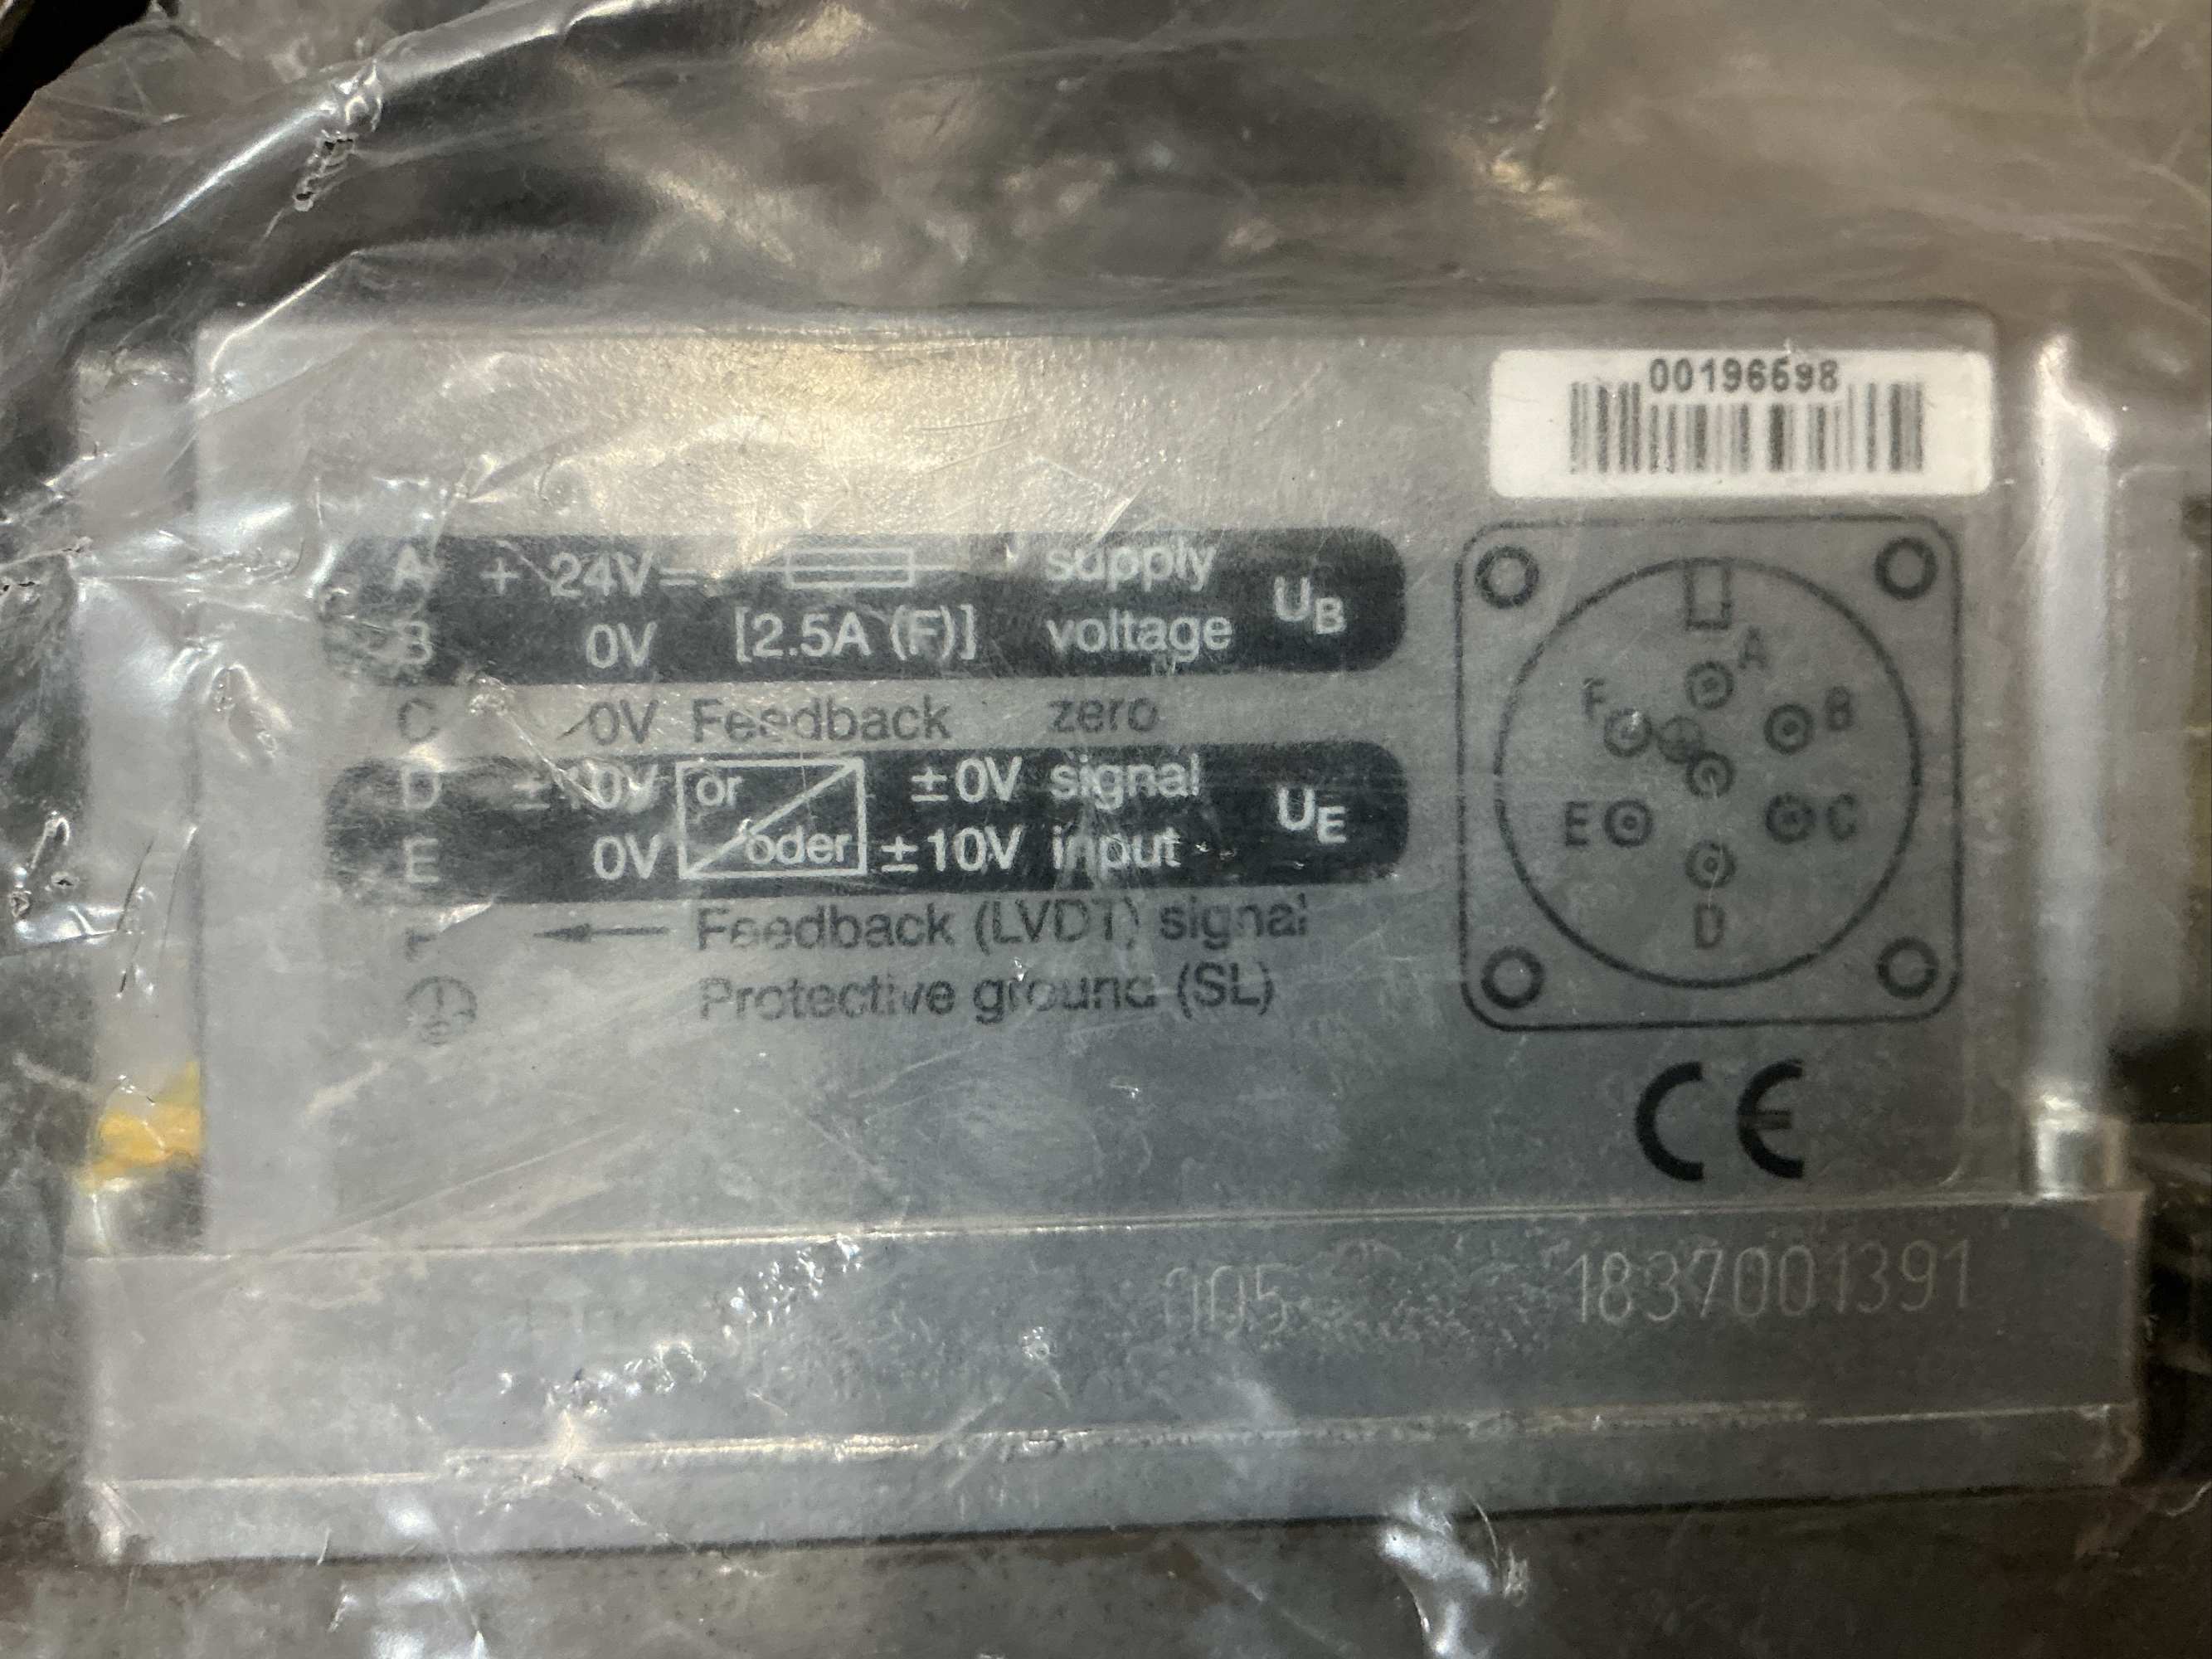 00196698
A + 24V= supply
B 0V [2.5A (F)] voltage UB
C 0V Feedback zero
D ±10V or ±0V signal
E 0V oder ±10V input UE
F Feedback (LVDT) signal
Protective ground (SL)
A
F B
E C
D
CE
005 1837001391